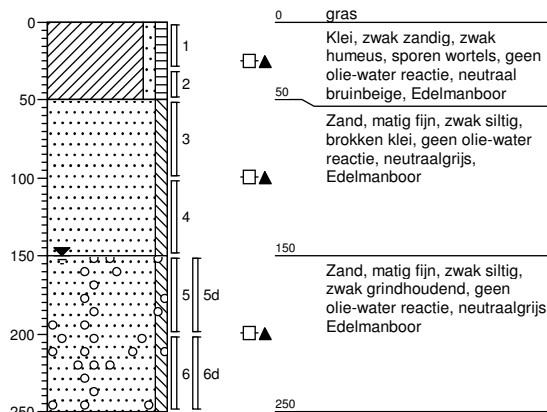 0
50
100
150
200
250
1
2
3
4
5
5d
6
6d
0 gras
Klei, zwak zandig, zwak
humeus, sporen wortels, geen
olie-water reactie, neutraal
bruinbeige, Edelmanboor
50
Zand, matig fijn, zwak siltig,
brokken klei, geen olie-water
reactie, neutraalgrijs,
Edelmanboor
150
Zand, matig fijn, zwak siltig,
zwak grindhoudend, geen
olie-water reactie, neutraalgrijs
Edelmanboor
250